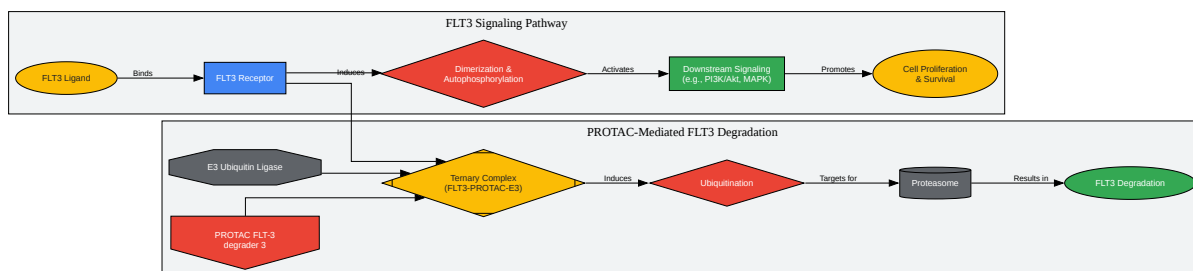 FLT3 Signaling Pathway
FLT3 Ligand
Binds
FLT3 Receptor
Induces
Dimerization &
Autophosphorylation
Activates
Downstream Signaling
(e.g., PI3K/Akt, MAPK)
Promotes
Cell Proliferation
& Survival
PROTAC-Mediated FLT3 Degradation
E3 Ubiquitin Ligase
PROTAC FLT-3
degrader 3
Ternary Complex
(FLT3-PROTAC-E3)
Induces
Ubiquitination
Targets for
Proteasome
Results in
FLT3 Degradation